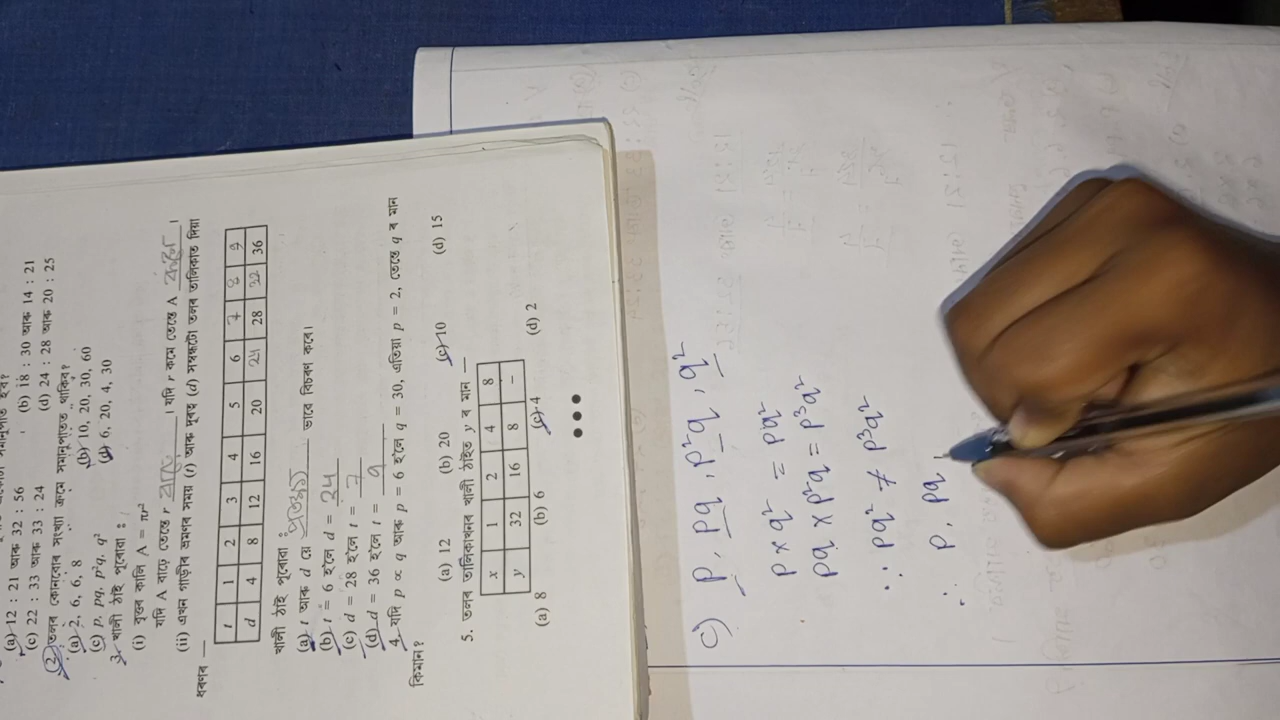 (a) 12 : 21 আৰু 32 : 56 (b) 18 : 30 আৰু 14 : 21
(c) 22 : 33 আৰু 33 : 24 (d) 24 : 28 আৰু 20 : 25
2. তলৰ কোনবোৰ সংখ্যা ক্ৰমে সমানুপাতত থাকিব?
(a) 2, 6, 6, 8 (b) 10, 20, 30, 60
(c) p, pq, p²q, q² (d) 6, 20, 4, 30
3. খালী ঠাই পূৰোৱা :
(i) বৃত্তৰ কালি A = πr²
যদি A বাঢ়ে তেন্তে r বাঢ়ে । যদি r কমে তেন্তে A কমে ।
(ii) এখন গাড়ীৰ ভ্ৰমণৰ সময় (t) আৰু দূৰত্ব (d) সম্বন্ধটো তলৰ তালিকাত দিয়া
ধৰণৰ
t 1 2 3 4 5 6 7 8 9
d 4 8 12 16 20 24 28 32 36
খালী ঠাই পূৰোৱা :
(a) t আৰু d য়ে প্ৰত্যক্ষ ভাবে বিচৰণ কৰে।
(b) t = 6 হ'লে d = 24
(c) d = 28 হ'লে t = 7
(d) d = 36 হ'লে t = 9
4. যদি p ∝ q আৰু p = 6 হ'লে q = 30, এতিয়া p = 2, তেন্তে q ৰ মান
কিমান?
(a) 12 (b) 20 (c) 10 (d) 15
5. তলৰ তালিকাখনৰ খালী ঠাইত y ৰ মান
x 1 2 4 8
y 32 16 8 –
(a) 8 (b) 6 (c) 4 (d) 2
c) p, pq, p²q, q²
p × q² = pq²
pq × p²q = p³q²
∴ pq² ≠ p³q²
∴ p, pq,